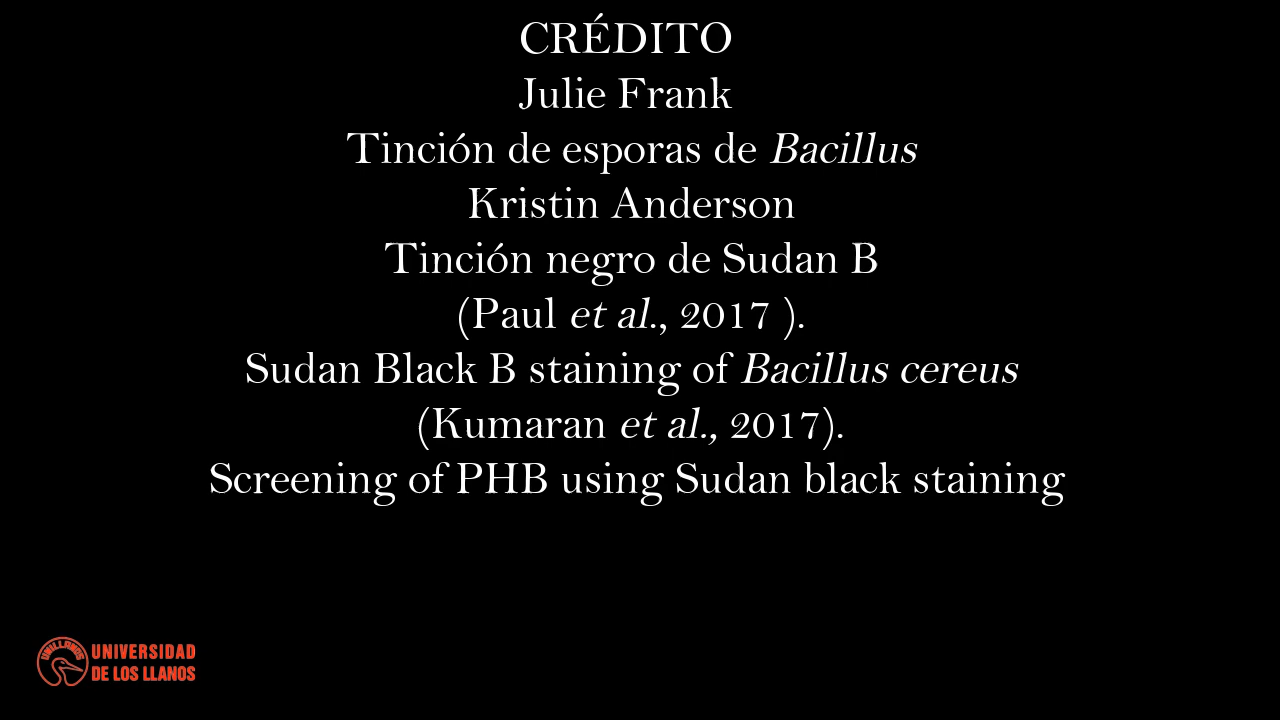 CRÉDITO
Julie Frank
Tinción de esporas de Bacillus
Kristin Anderson
Tinción negro de Sudan B
(Paul et al., 2017 ).
Sudan Black B staining of Bacillus cereus
(Kumaran et al., 2017).
Screening of PHB using Sudan black staining
UNILLANOS
UNIVERSIDAD
DE LOS LLANOS